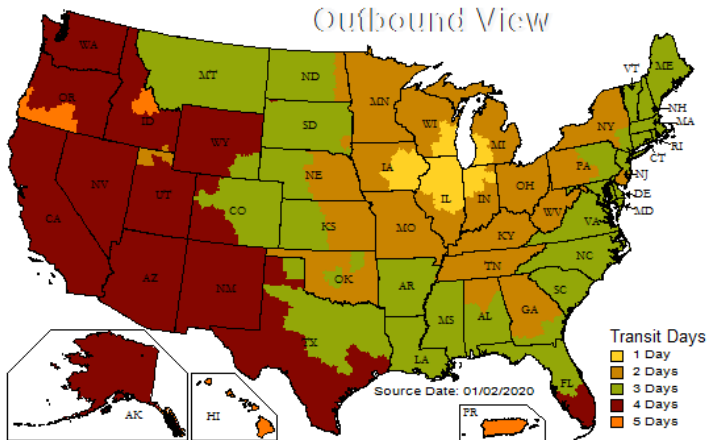 Outbound View
WA
MT
ND
MN
VT
ME
OR
ID
SD
WI
MI
NY
NH
MA
WY
RI
CT
IA
NE
PA
NJ
NV
UT
CO
IL
IN
OH
DE
MD
CA
KS
MO
WV
VA
KY
AZ
NM
OK
AR
TN
NC
SC
TX
MS
AL
GA
LA
FL
Transit Days
1 Day
2 Days
3 Days
4 Days
5 Days
Source Date: 01/02/2020
AK
HI
PR